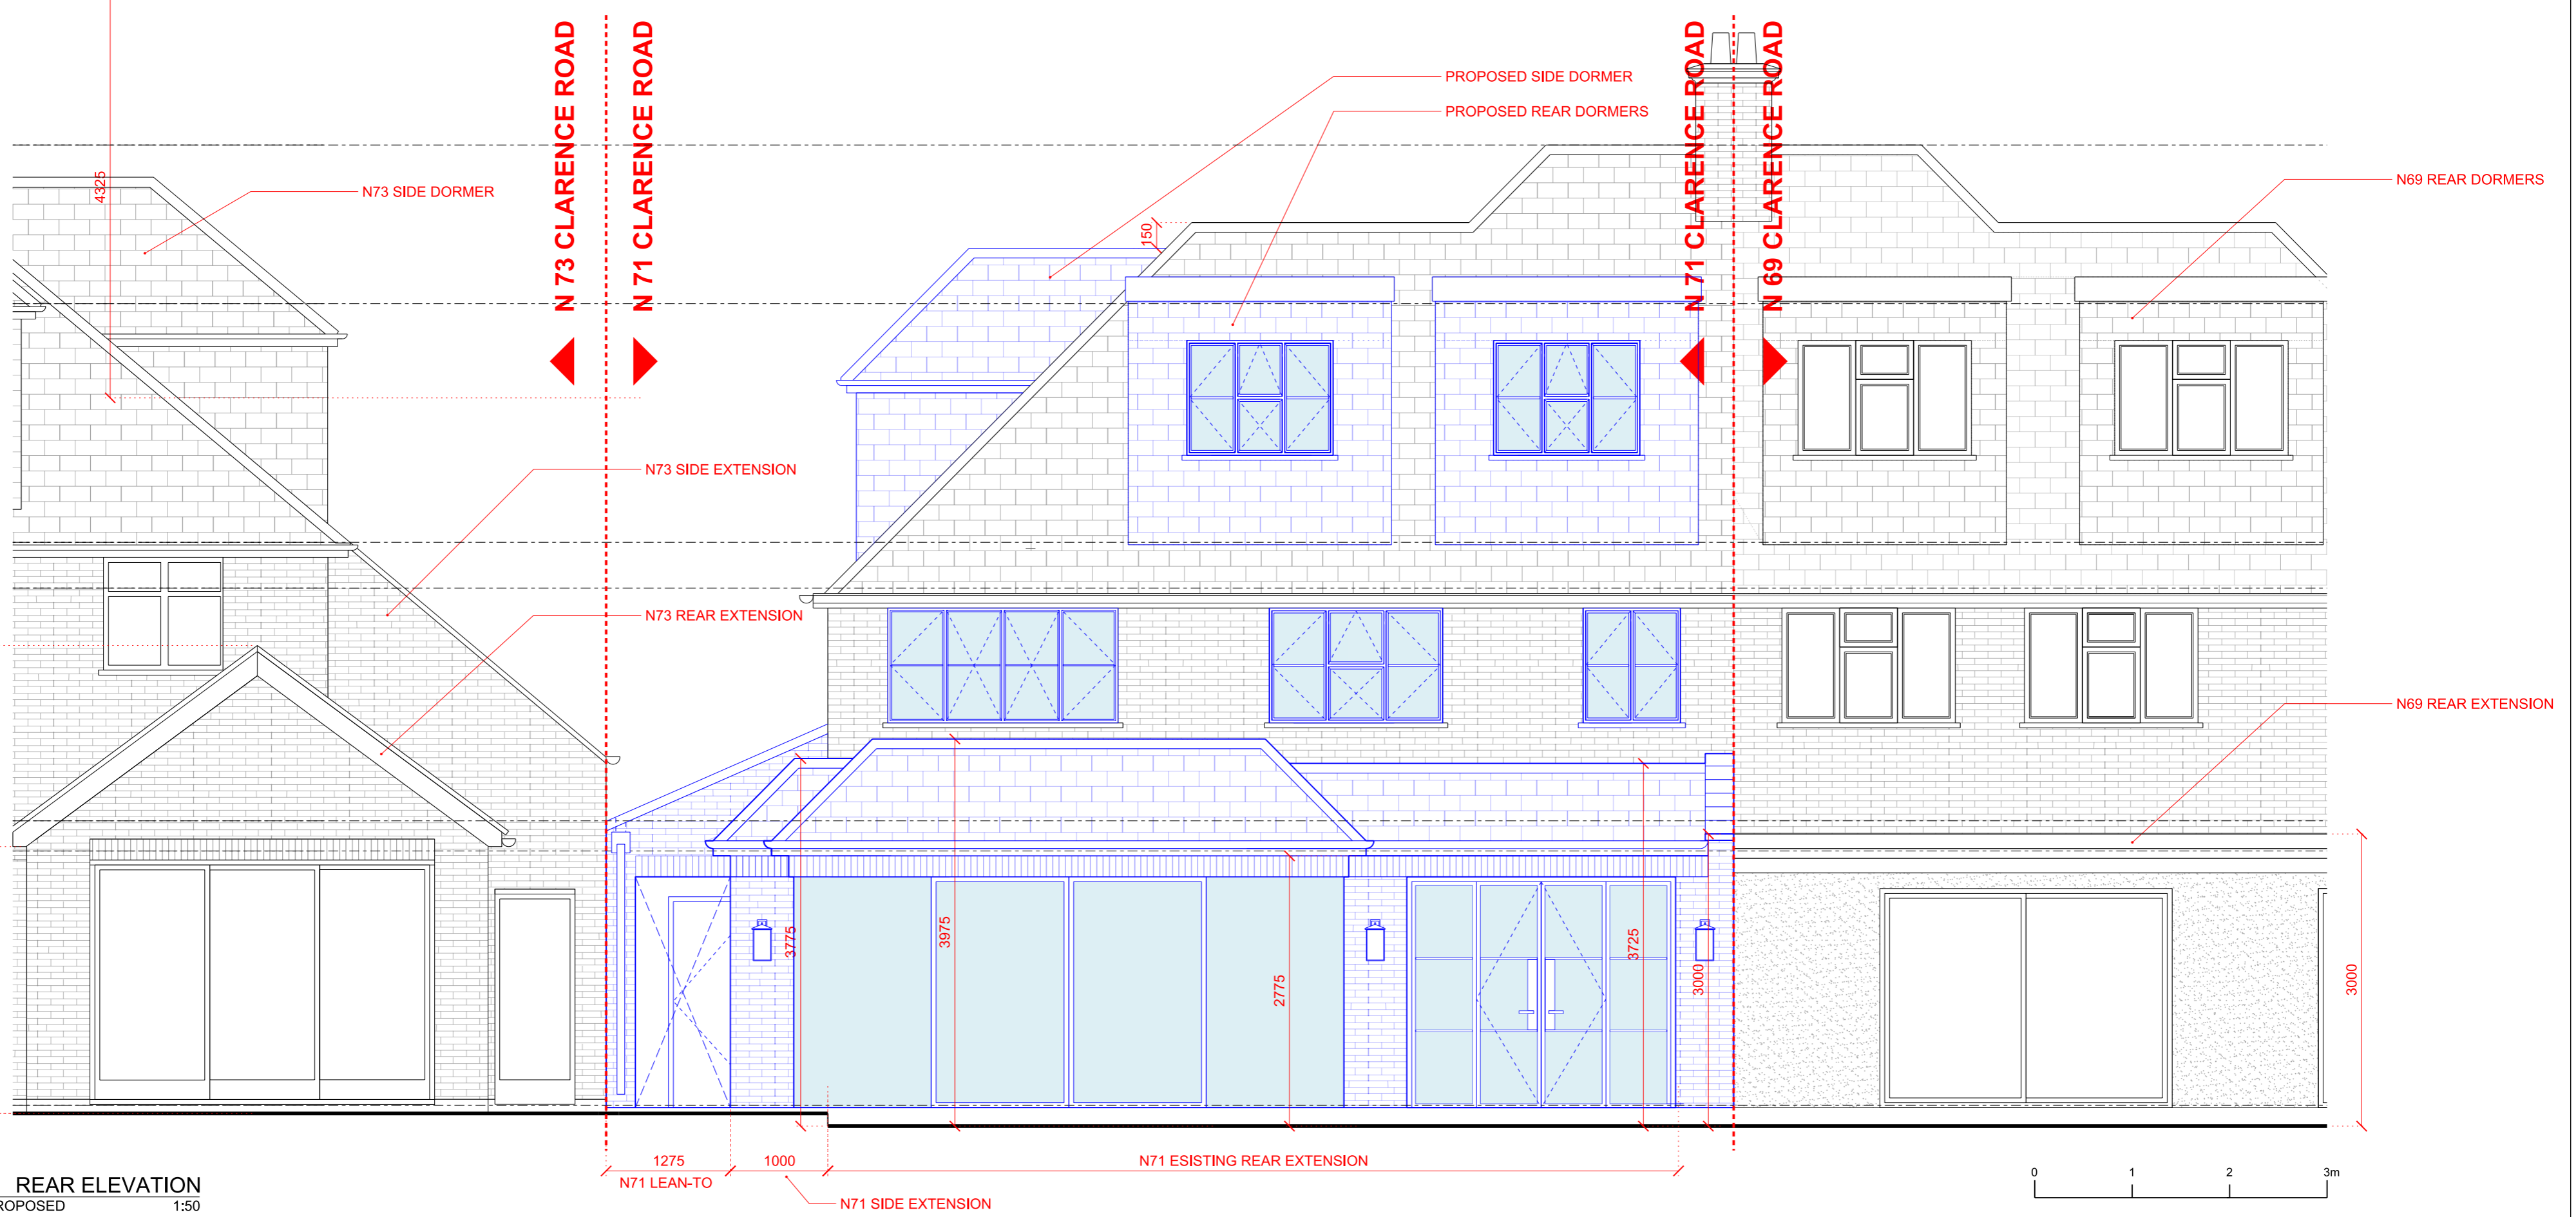 N 73 CLARENCE ROAD
N 71 CLARENCE ROAD
N 71 CLARENCE ROAD
N 69 CLARENCE ROAD
PROPOSED SIDE DORMER
PROPOSED REAR DORMERS
4325
N73 SIDE DORMER
N69 REAR DORMERS
150
N73 SIDE EXTENSION
N73 REAR EXTENSION
N69 REAR EXTENSION
3775
3975
2775
3725
3000
3000
1275
1000
N71 ESISTING REAR EXTENSION
N71 LEAN-TO
N71 SIDE EXTENSION
REAR ELEVATION
ROPOSED 1:50
0 1 2 3m